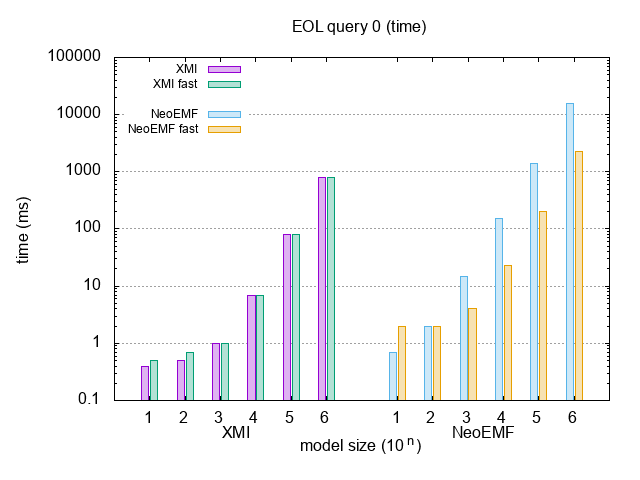 EOL query 0 (time)
100000
10000
1000
100
10
1
0.1
time (ms)
XMI
XMI fast
NeoEMF
NeoEMF fast
1 2 3 4 5 6 1 2 3 4 5 6
XMI NeoEMF
model size (10^n)